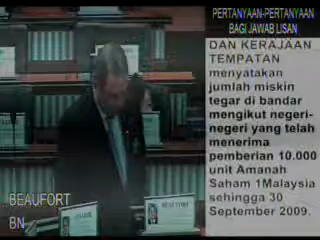 PERTANYAAN-PERTANYAAN
BAGI JAWAB LISAN
DAN KERAJAAN
TEMPATAN
menyatakan
jumlah miskin
tegar di bandar
mengikut negeri-
negeri yang telah
menerima
pemberian 10.000
unit Amanah
Saham 1Malaysia
sehingga 30
September 2009.
BEAUFORT
BN
BEAUFORT